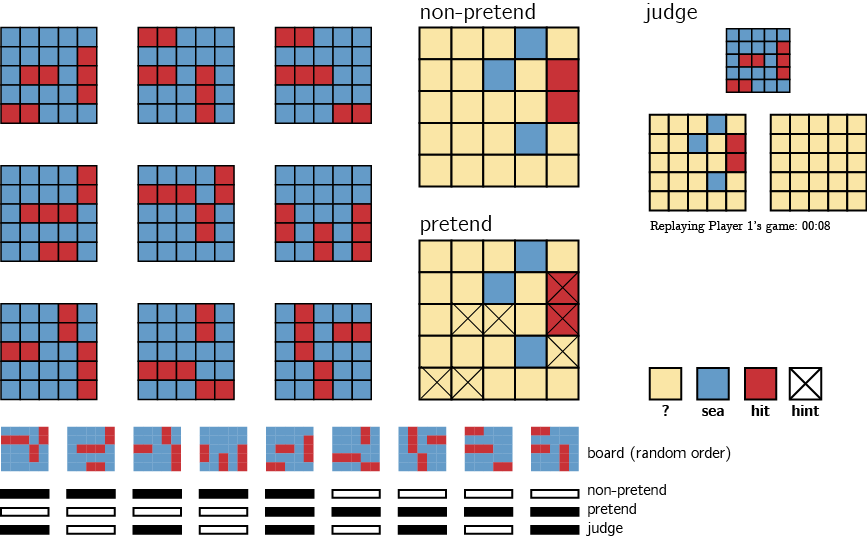 non-pretend
judge
Replaying Player 1's game: 00:08
pretend
? sea hit hint
board (random order)
non-pretend
pretend
judge